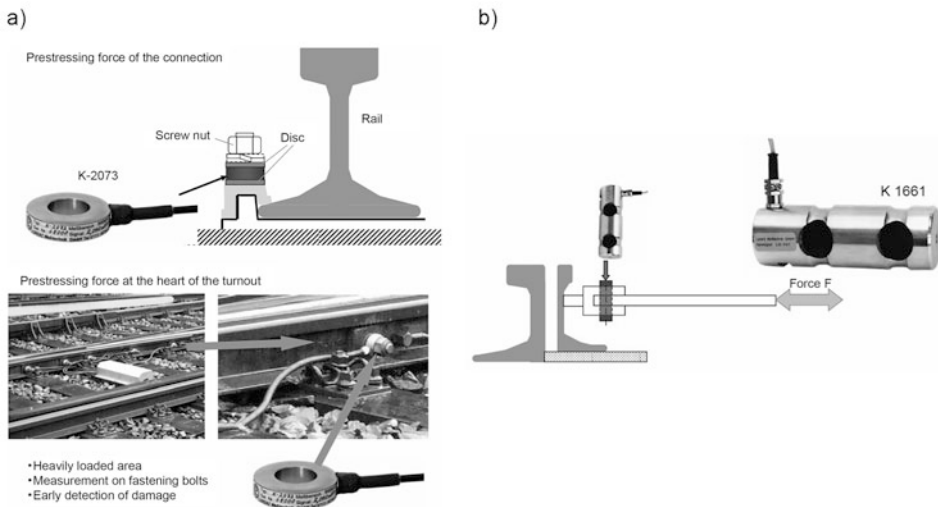 a)
Prestressing force of the connection
Screw nut
Disc
Rail
K-2073
Prestressing force at the heart of the turnout
•Heavily loaded area
•Measurement on fastening bolts
•Early detection of damage
b)
K 1661
Force F